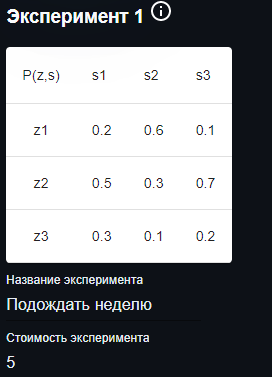 Эксперимент 1
P(z,s) s1 s2 s3
z1 0.2 0.6 0.1
z2 0.5 0.3 0.7
z3 0.3 0.1 0.2
Название эксперимента
Подождать неделю
Стоимость эксперимента
5